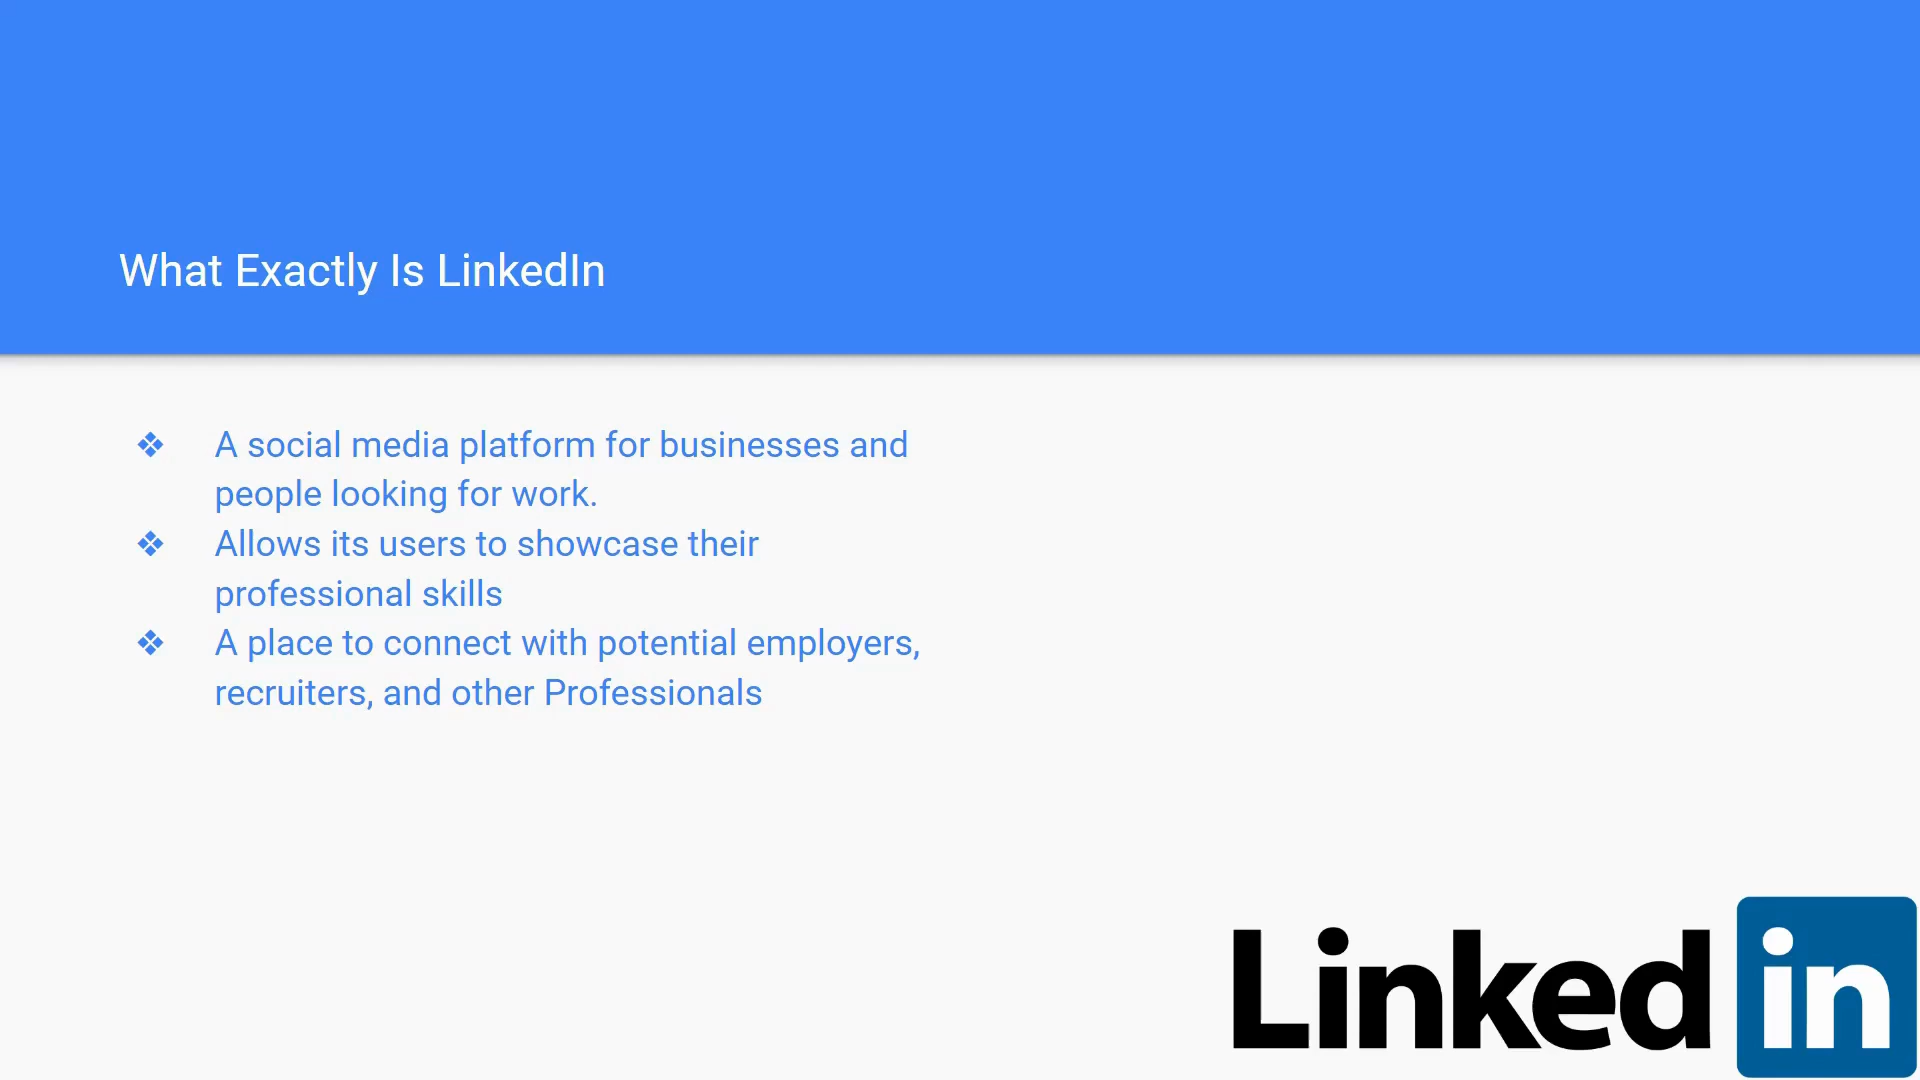 What Exactly Is LinkedIn
❖ A social media platform for businesses and
people looking for work.
❖ Allows its users to showcase their
professional skills
❖ A place to connect with potential employers,
recruiters, and other Professionals
Linked in